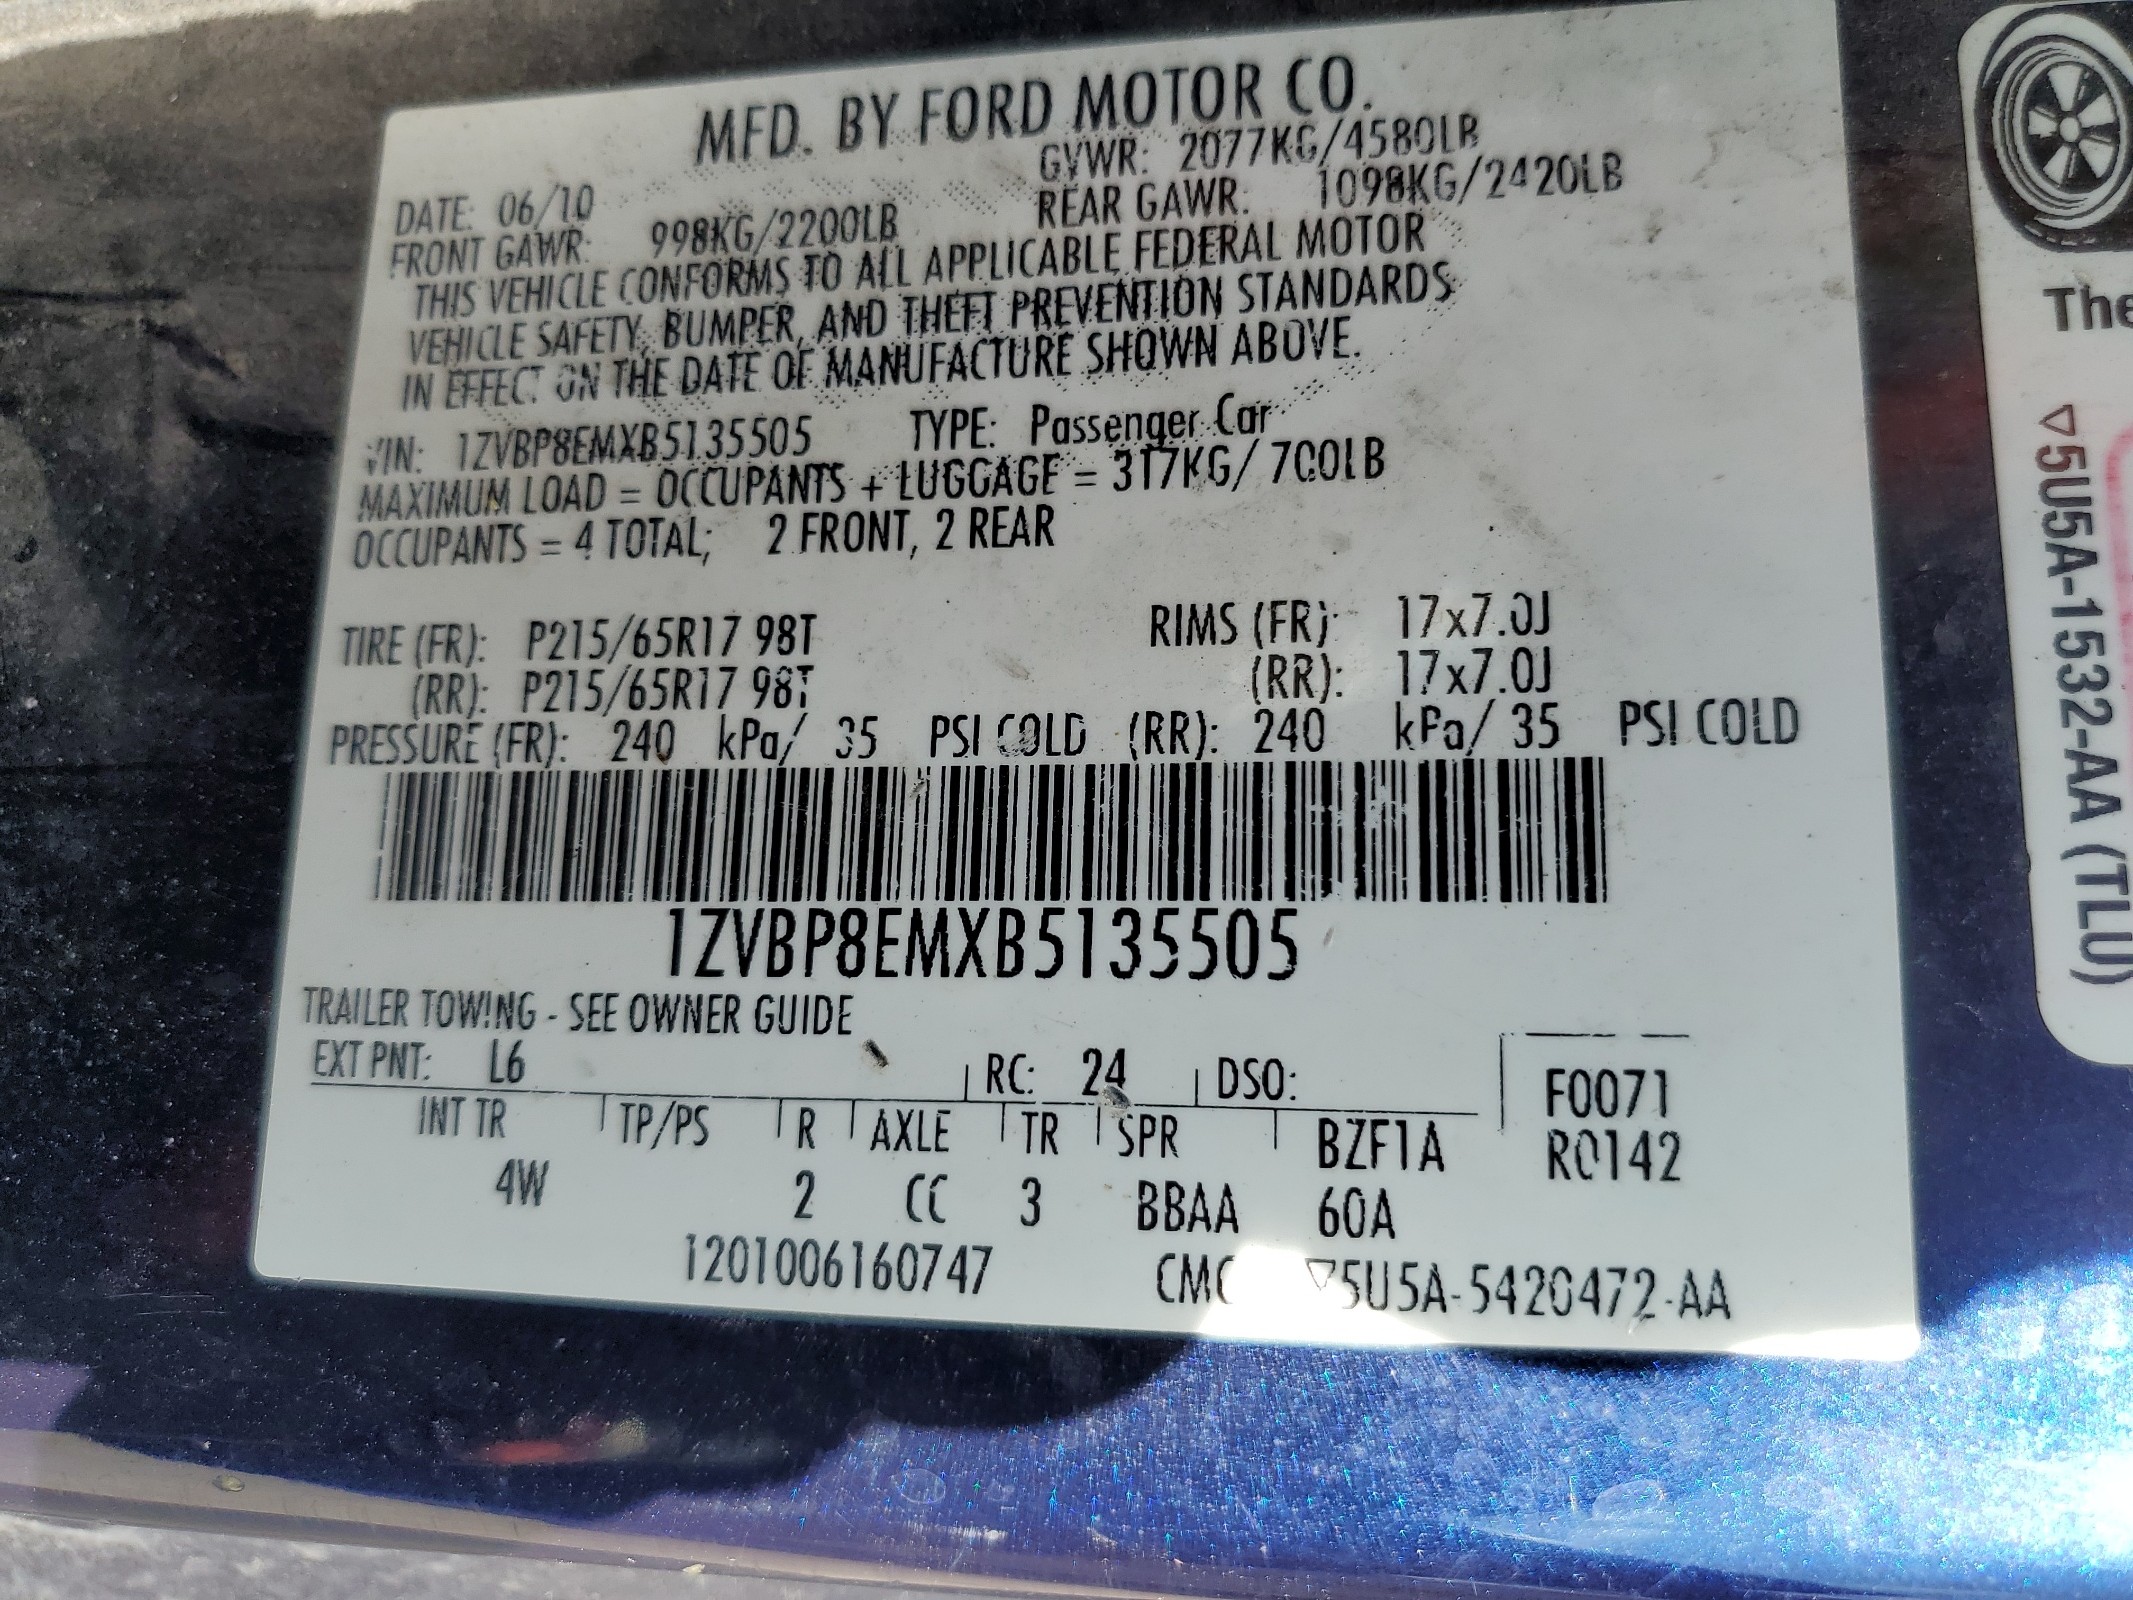 MFD. BY FORD MOTOR CO.
DATE: 06/10 GVWR: 2077KG/4580LB
FRONT GAWR: 998KG/2200LB REAR GAWR: 1098KG/2420LB
THIS VEHICLE CONFORMS TO ALL APPLICABLE FEDERAL MOTOR
VEHICLE SAFETY, BUMPER, AND THEFT PREVENTION STANDARDS
IN EFFECT ON THE DATE OF MANUFACTURE SHOWN ABOVE.
VIN: 1ZVBP8EMXB5135505 TYPE: Passenger Car
MAXIMUM LOAD = OCCUPANTS + LUGGAGE = 317KG/ 700LB
OCCUPANTS = 4 TOTAL; 2 FRONT, 2 REAR
TIRE (FR): P215/65R17 98T RIMS (FR): 17x7.0J
(RR): P215/65R17 98T (RR): 17x7.0J
PRESSURE (FR): 240 kPa/ 35 PSI COLD (RR): 240 kPa/ 35 PSI COLD
1ZVBP8EMXB5135505
TRAILER TOWING - SEE OWNER GUIDE
EXT PNT: L6 RC: 24 DSO: F0071
INT TR TP/PS R AXLE TR SPR BZF1A R0142
4W 2 CC 3 BBAA 60A
1201006160747 CMC ▽5U5A-5420472-AA
The
▽5U5A-1532-AA (TLU)